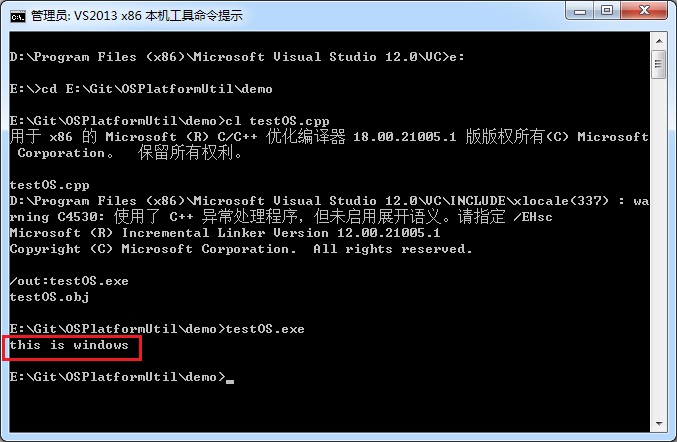 管理员: VS2013 x86 本机工具命令提示
D:\Program Files (x86)\Microsoft Visual Studio 12.0\VC>e:
E:\>cd E:\Git\OSPlatformUtil\demo
E:\Git\OSPlatformUtil\demo>cl testOS.cpp
用于 x86 的 Microsoft (R) C/C++ 优化编译器 18.00.21005.1 版版权所有(C) Microsoft
Corporation。  保留所有权利。
testOS.cpp
D:\Program Files (x86)\Microsoft Visual Studio 12.0\VC\INCLUDE\xlocale(337) : wa
rning C4530: 使用了 C++ 异常处理程序，但未启用展开语义。请指定 /EHsc
Microsoft (R) Incremental Linker Version 12.00.21005.1
Copyright (C) Microsoft Corporation.  All rights reserved.
/out:testOS.exe
testOS.obj
E:\Git\OSPlatformUtil\demo>testOS.exe
this is windows
E:\Git\OSPlatformUtil\demo>